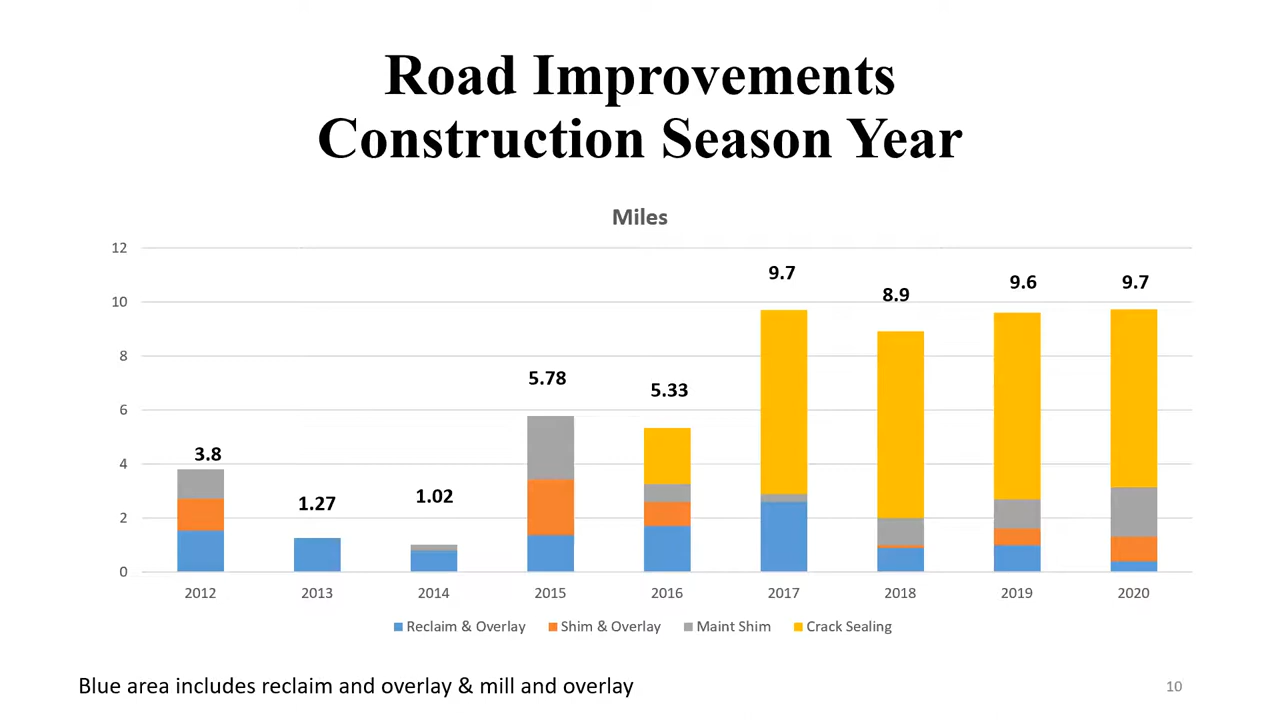 Road Improvements
Construction Season Year
Miles
12
10
8
6
4
2
0
3.8
1.27
1.02
5.78
5.33
9.7
8.9
9.6
9.7
2012 2013 2014 2015 2016 2017 2018 2019 2020
Reclaim & Overlay Shim & Overlay Maint Shim Crack Sealing
Blue area includes reclaim and overlay & mill and overlay
10